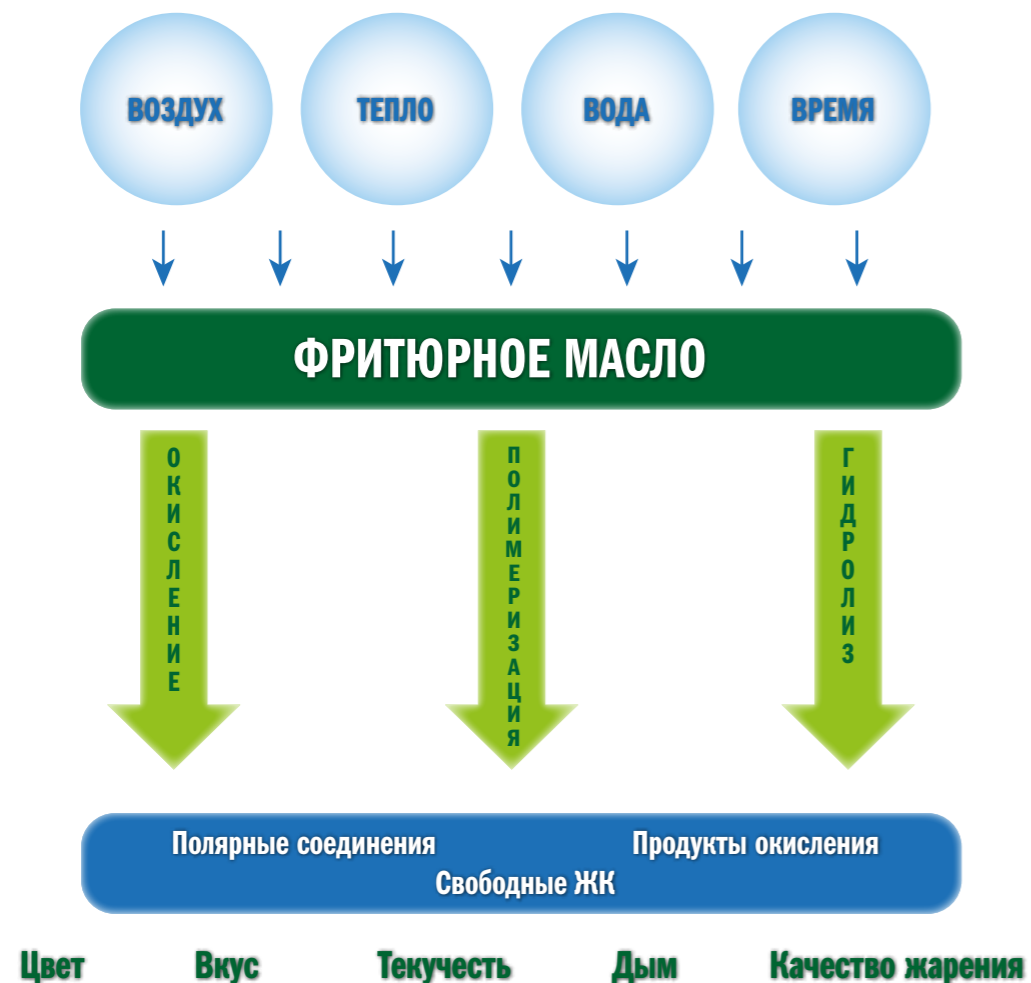 ВОЗДУХ ТЕПЛО ВОДА ВРЕМЯ
ФРИТЮРНОЕ МАСЛО
ОКИСЛЕНИЕ
ПОЛИМЕРИЗАЦИЯ
ГИДРОЛИЗ
Полярные соединения Продукты окисления
Свободные ЖК
Цвет Вкус Текучесть Дым Качество жарения